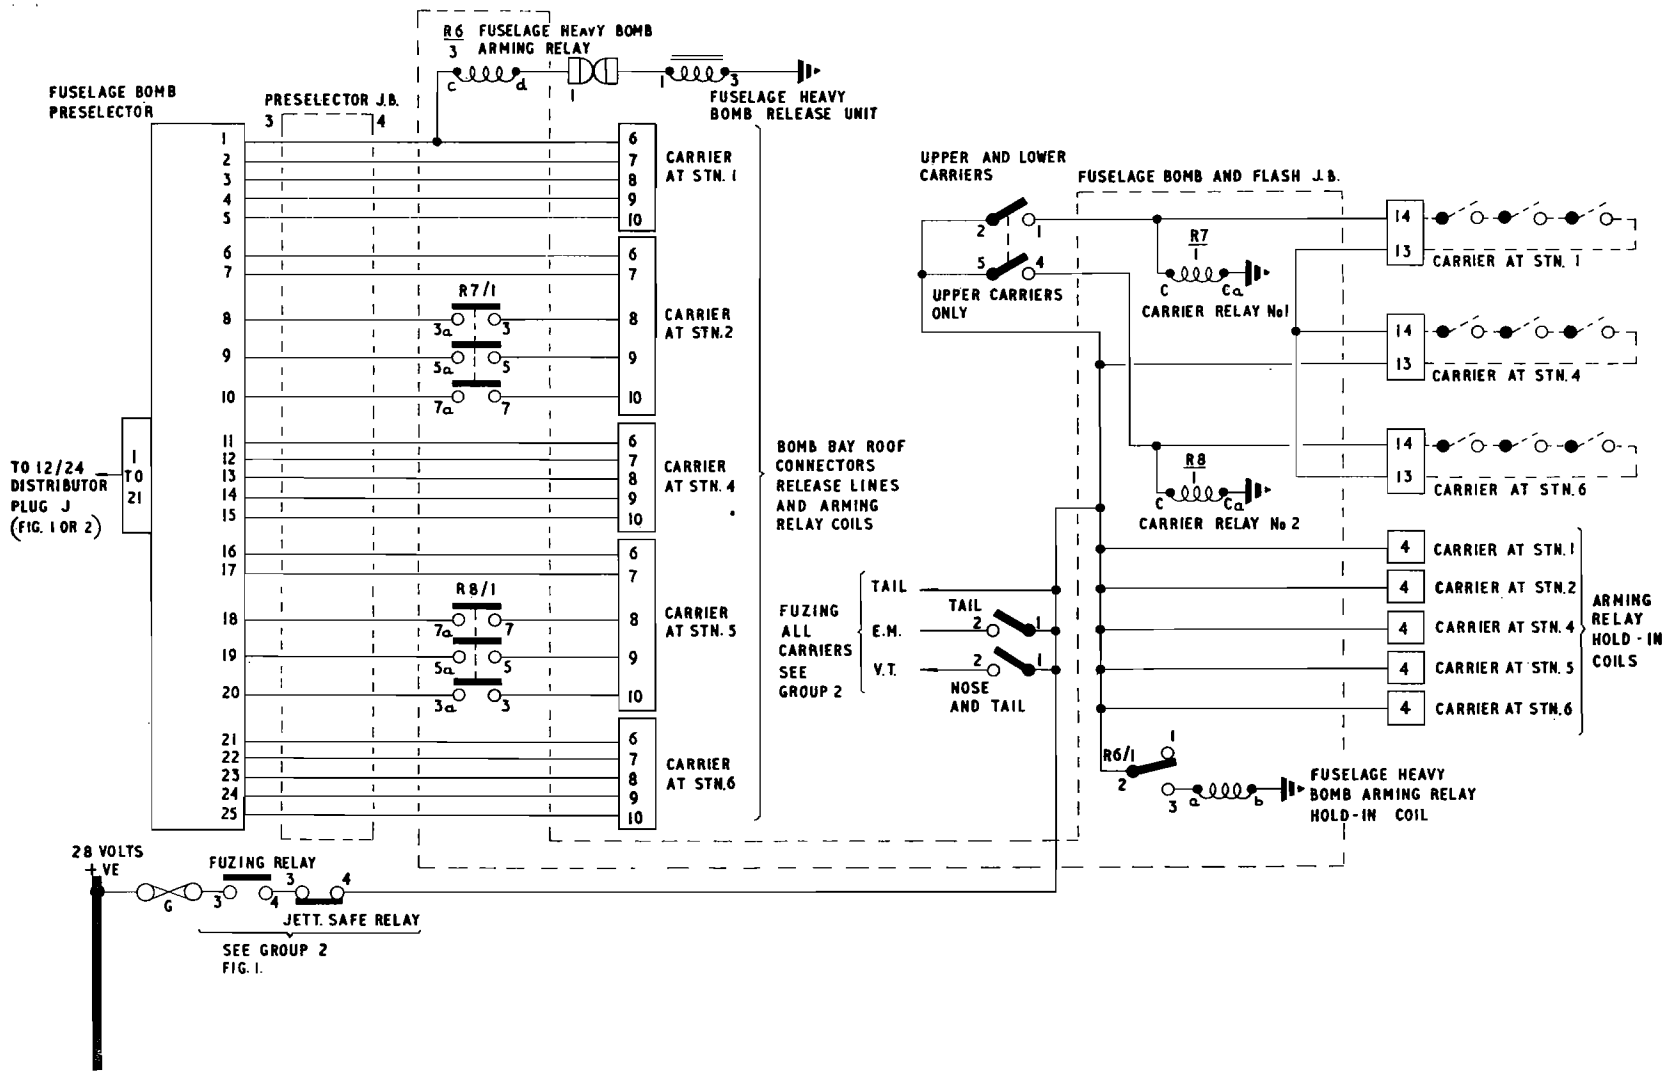 R6 FUSELAGE HEAVY BOMB
3 ARMING RELAY
c d 1 1 3
FUSELAGE HEAVY
BOMB RELEASE UNIT
FUSELAGE BOMB
PRESELECTOR
PRESELECTOR J.B.
3 4
1 6
2 7
3 8
4 9
5 10
CARRIER
AT STN. 1
6 6
7 7
R7/1
8 3a 3 8
9 5a 5 9
10 7a 7 10
CARRIER
AT STN. 2
11 6
12 7
13 8
14 9
15 10
CARRIER
AT STN. 4
16 6
17 7
R8/1
18 7a 7 8
19 5a 5 9
20 3a 3 10
CARRIER
AT STN. 5
21 6
22 7
23 8
24 9
25 10
CARRIER
AT STN. 6
1
TO
21
TO 12/24
DISTRIBUTOR
PLUG J
(FIG. 1 OR 2)
BOMB BAY ROOF
CONNECTORS
RELEASE LINES
AND ARMING
RELAY COILS
UPPER AND LOWER
CARRIERS
2 1
5 4
UPPER CARRIERS
ONLY
FUSELAGE BOMB AND FLASH J.B.
R7
1
C Ca
CARRIER RELAY No 1
14
13
CARRIER AT STN. 1
14
13
CARRIER AT STN. 4
R8
1
C Ca
CARRIER RELAY No 2
14
13
CARRIER AT STN. 6
4 CARRIER AT STN. 1
4 CARRIER AT STN. 2
4 CARRIER AT STN. 4
4 CARRIER AT STN. 5
4 CARRIER AT STN. 6
ARMING
RELAY
HOLD-IN
COILS
FUZING
ALL
CARRIERS
SEE
GROUP 2
TAIL
E.M.
V.T.
TAIL
2 1
2 1
NOSE
AND TAIL
R6/1
1
2
3 a b
FUSELAGE HEAVY
BOMB ARMING RELAY
HOLD-IN COIL
28 VOLTS
+ VE
G
FUZING RELAY
3 4
3 4
JETT. SAFE RELAY
SEE GROUP 2
FIG. 1.